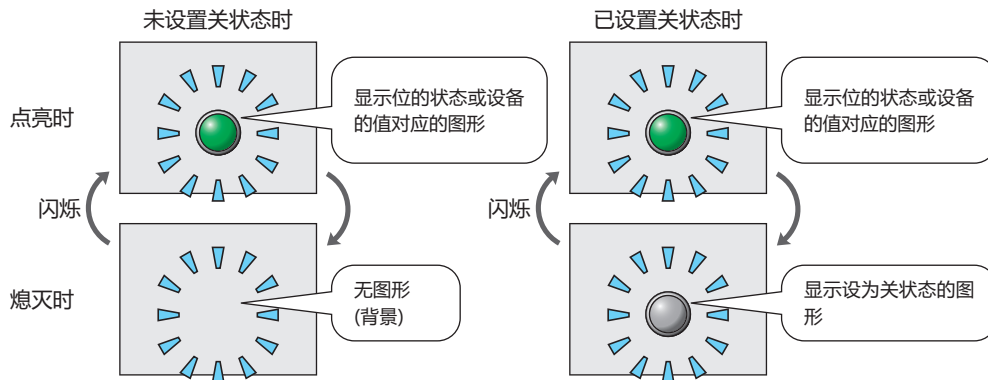 未设置关状态时
已设置关状态时
点亮时
显示位的状态或设备
的值对应的图形
显示位的状态或设备
的值对应的图形
闪烁
闪烁
熄灭时
无图形
(背景)
显示设为关状态的图
形